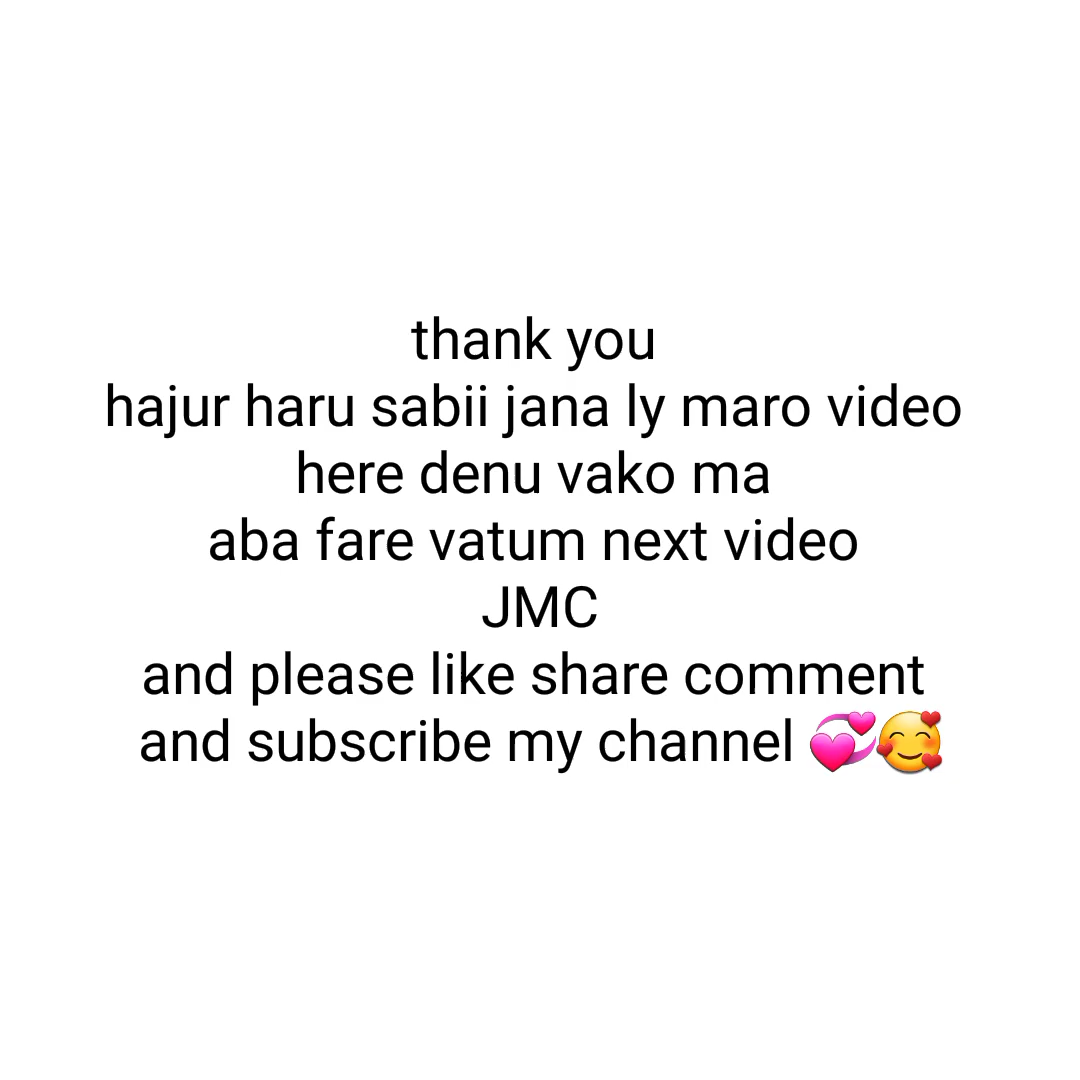 thank you
hajur haru sabii jana ly maro video
here denu vako ma
aba fare vatum next video
JMC
and please like share comment
and subscribe my channel 💞🥰